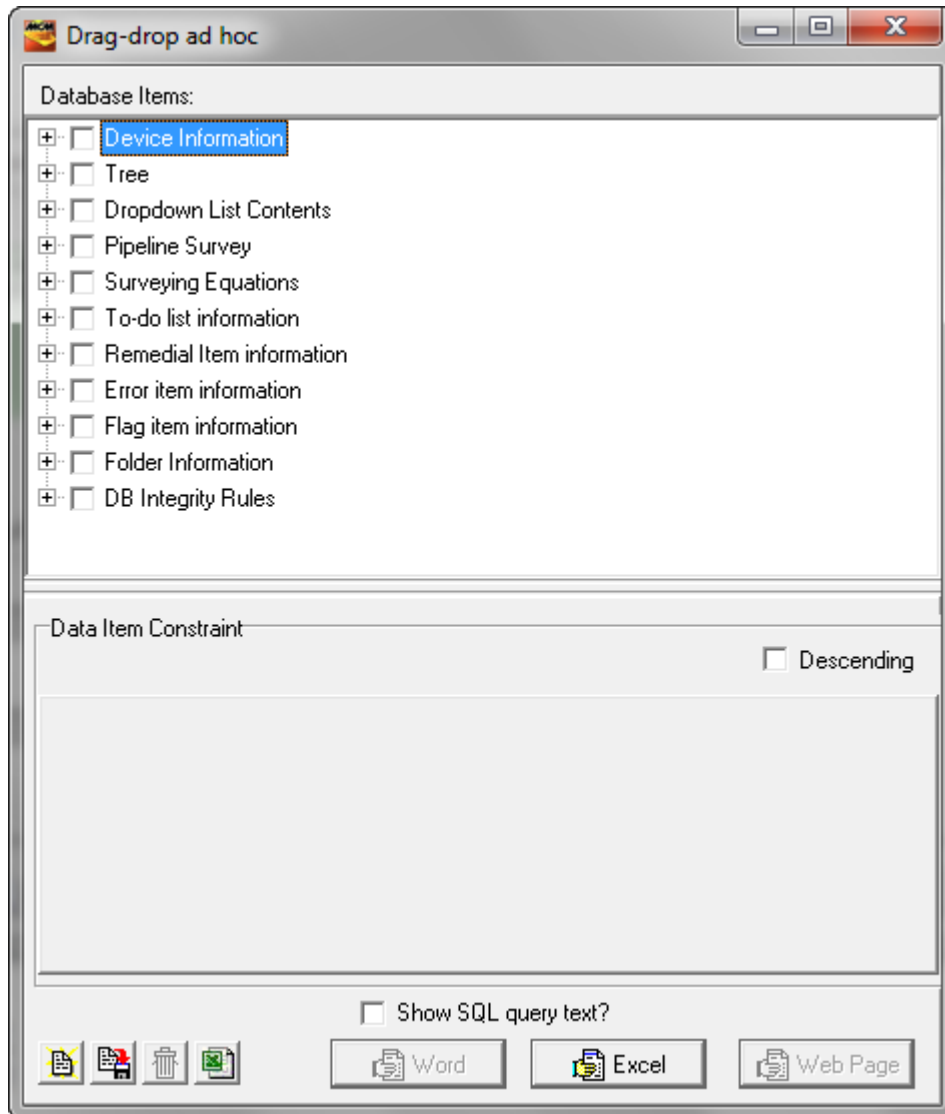 MCM
Drag-drop ad hoc
Database Items:
Device Information
Tree
Dropdown List Contents
Pipeline Survey
Surveying Equations
To-do list information
Remedial Item information
Error item information
Flag item information
Folder Information
DB Integrity Rules
Data Item Constraint
Descending
Show SQL query text?
Word
Excel
Web Page